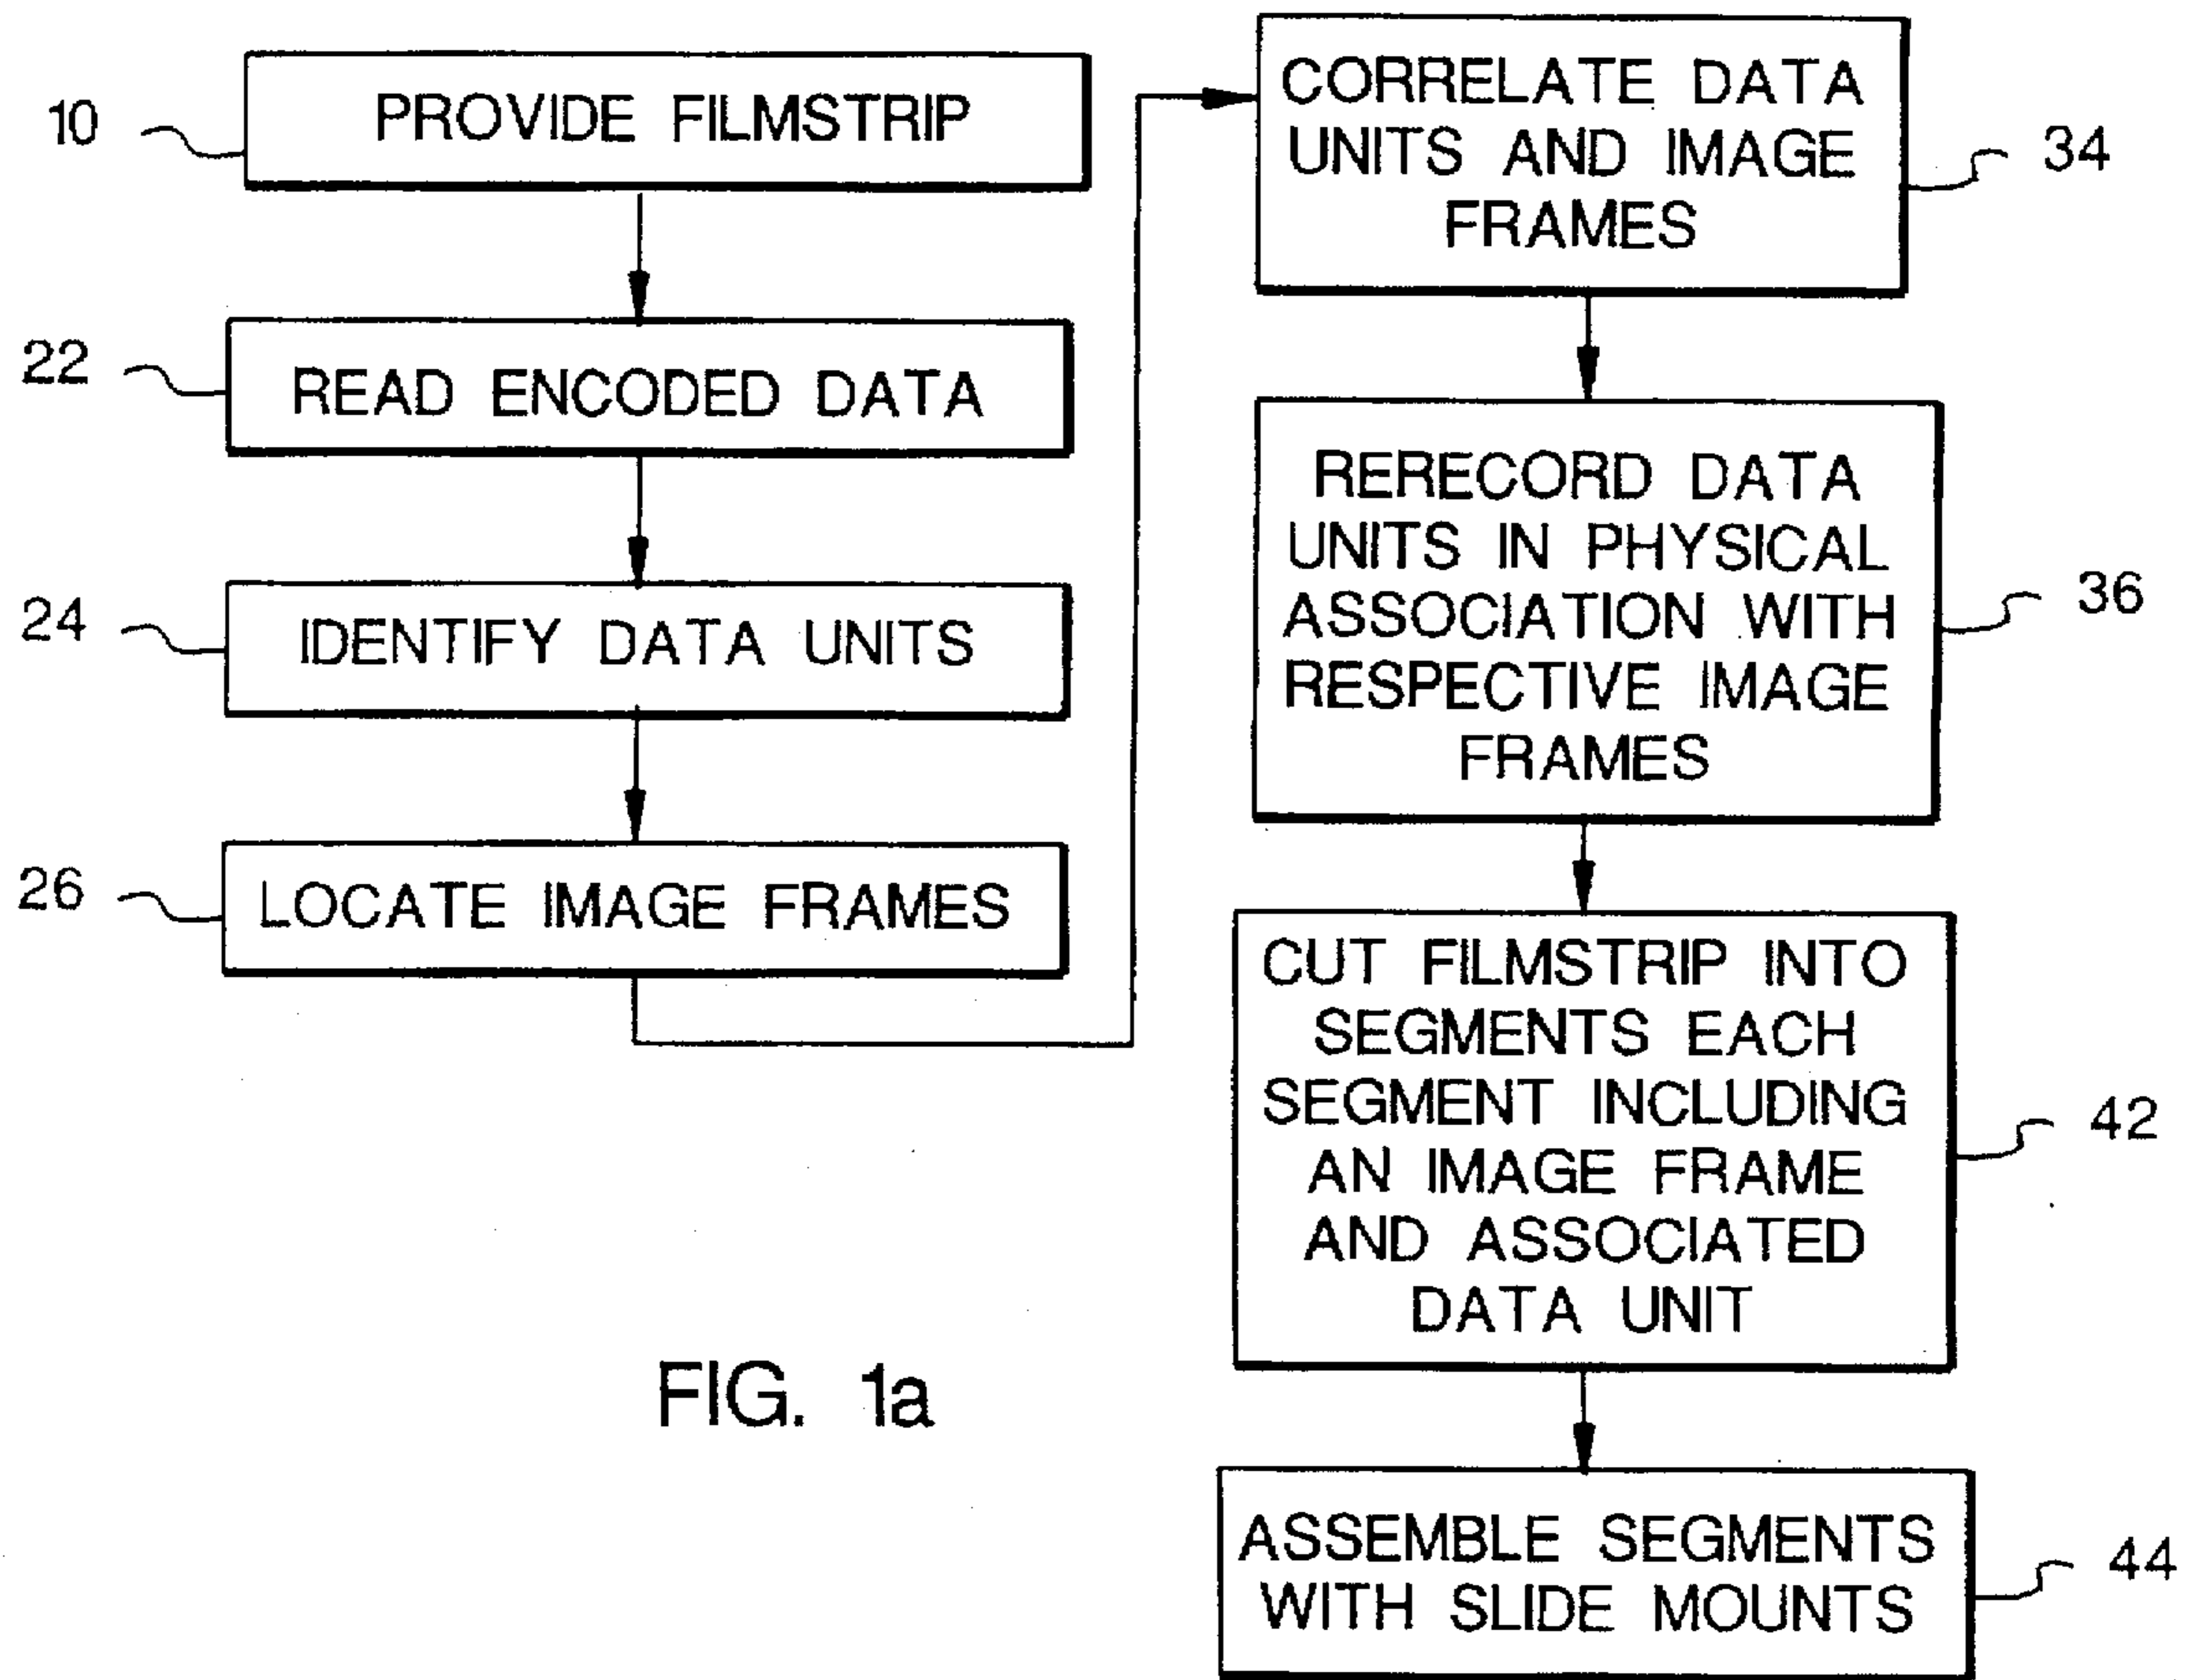 10
PROVIDE FILMSTRIP
22
READ ENCODED DATA
24
IDENTIFY DATA UNITS
26
LOCATE IMAGE FRAMES
CORRELATE DATA
UNITS AND IMAGE
FRAMES
34
RERECORD DATA
UNITS IN PHYSICAL
ASSOCIATION WITH
RESPECTIVE IMAGE
FRAMES
36
CUT FILMSTRIP INTO
SEGMENTS EACH
SEGMENT INCLUDING
AN IMAGE FRAME
AND ASSOCIATED
DATA UNIT
42
ASSEMBLE SEGMENTS
WITH SLIDE MOUNTS
44
FIG. 1a